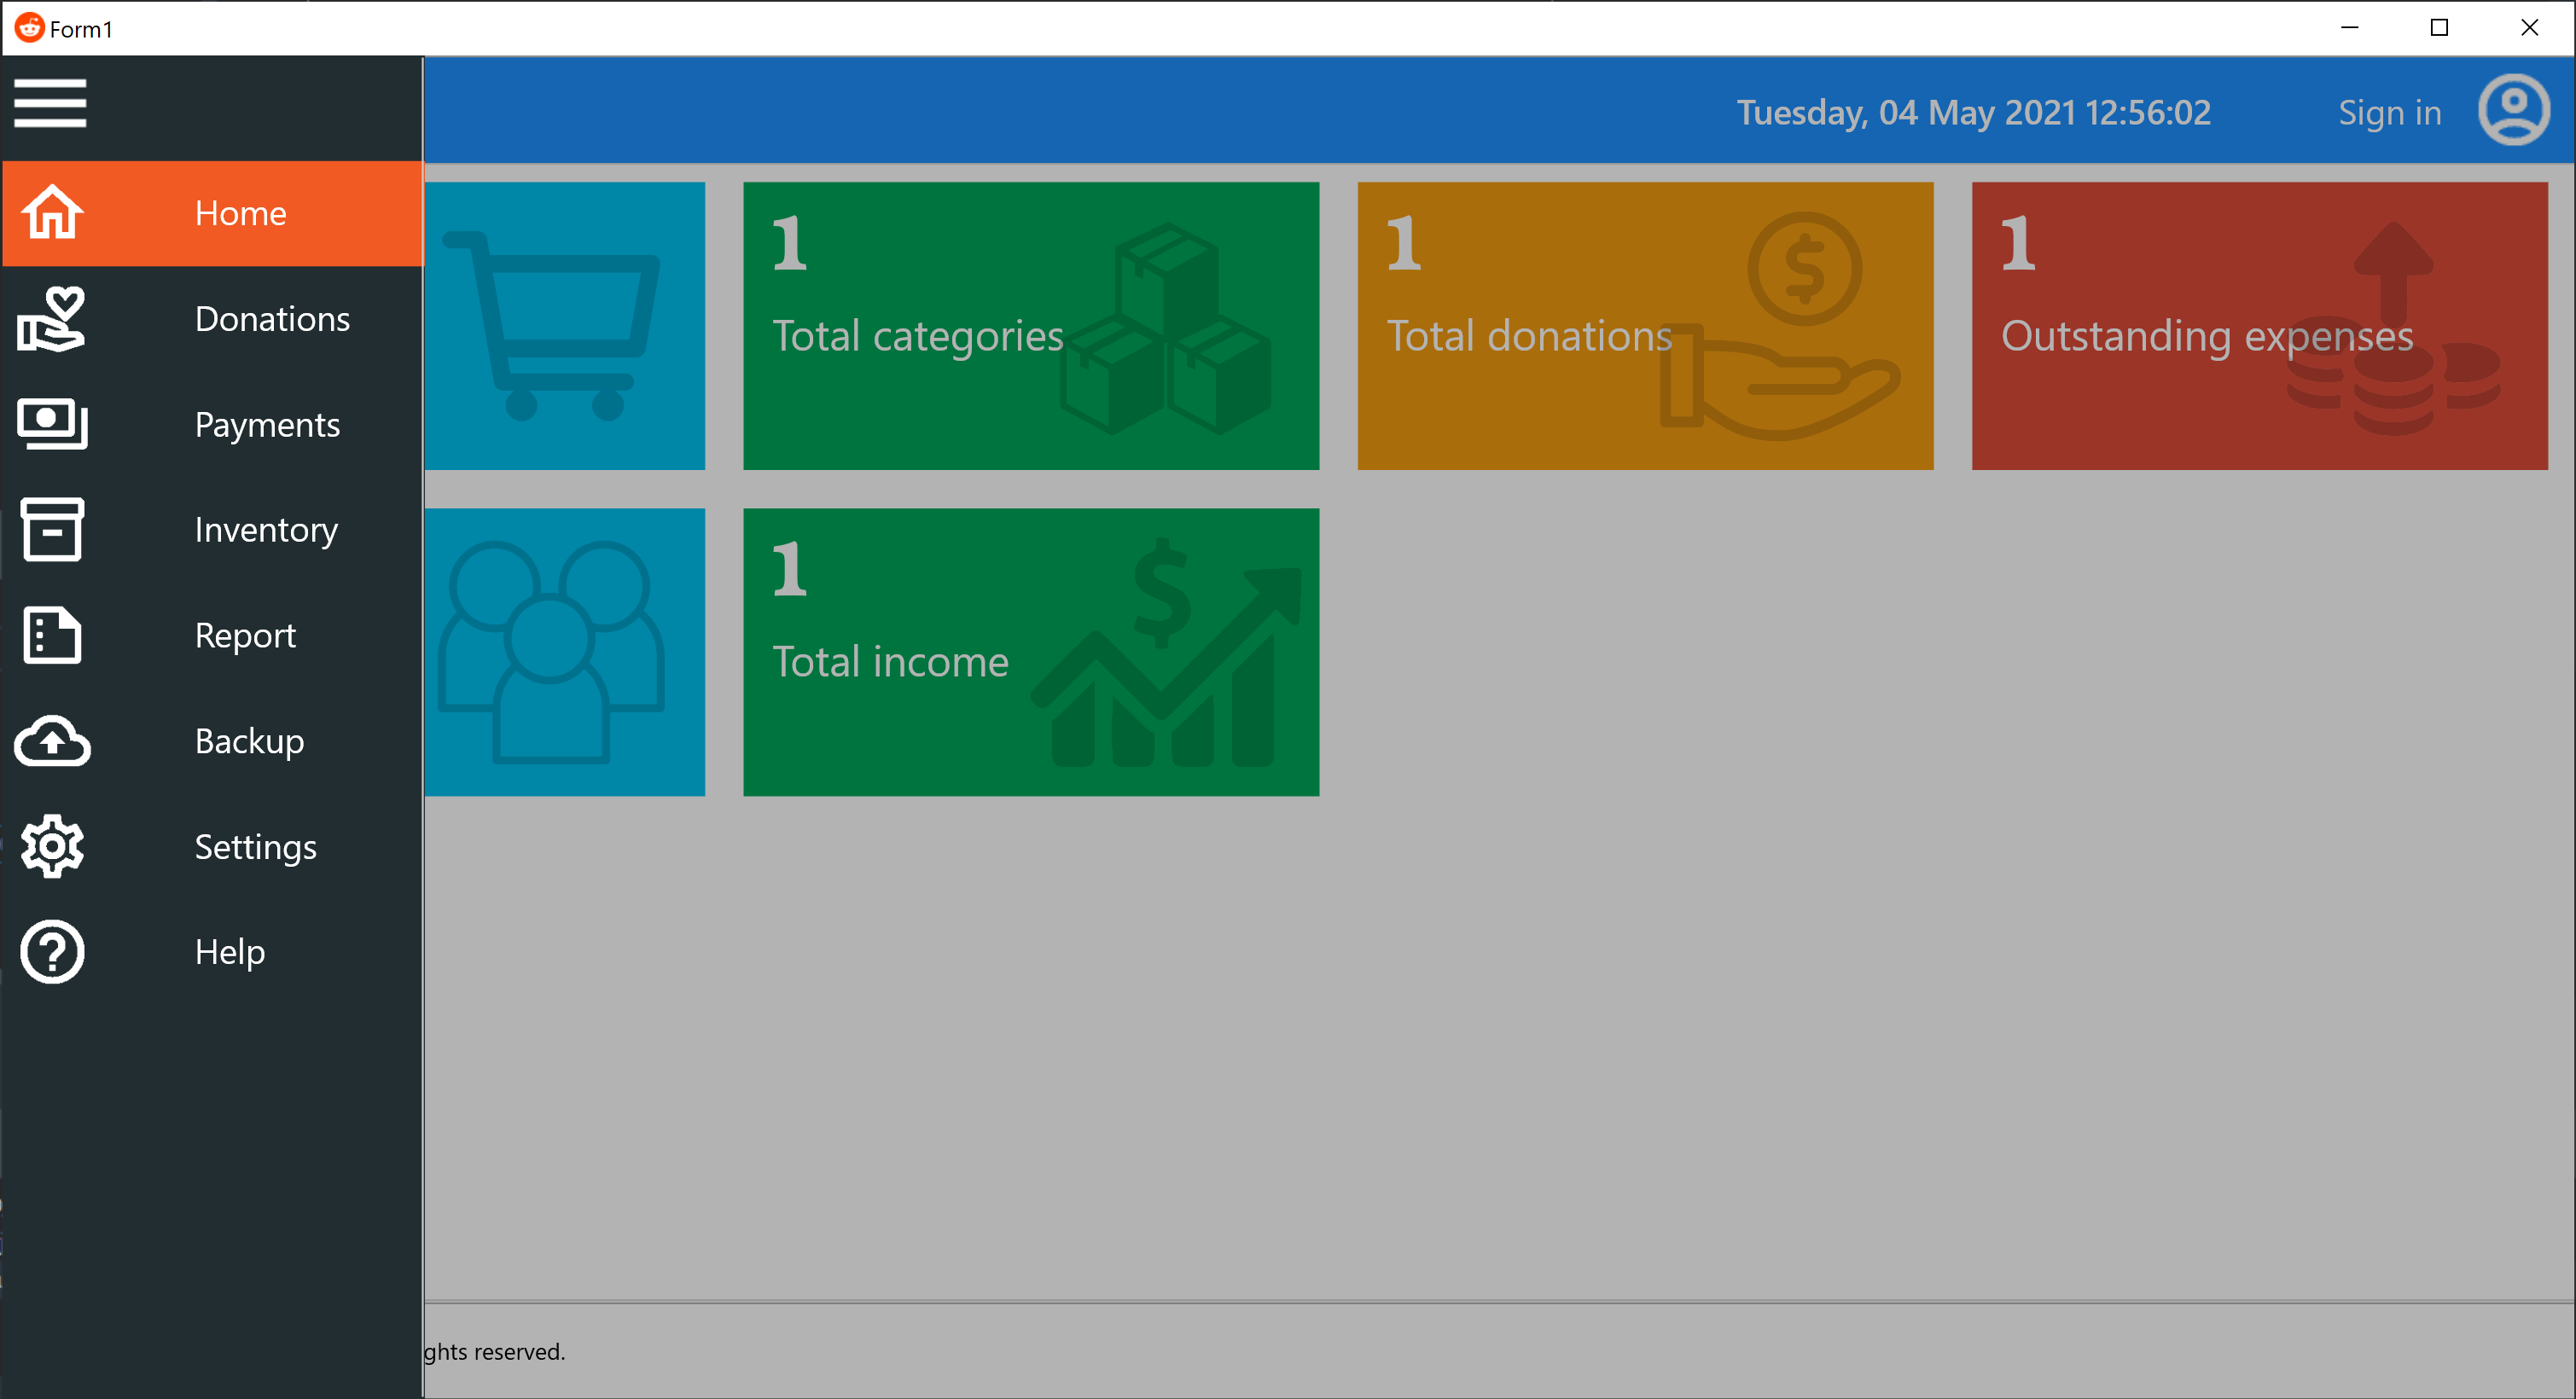 Form1
Tuesday, 04 May 2021 12:56:02
Sign in
Home
Donations
Payments
Inventory
Report
Backup
Settings
Help
1
Total categories
1
Total donations
1
Outstanding expenses
1
Total income
ghts reserved.